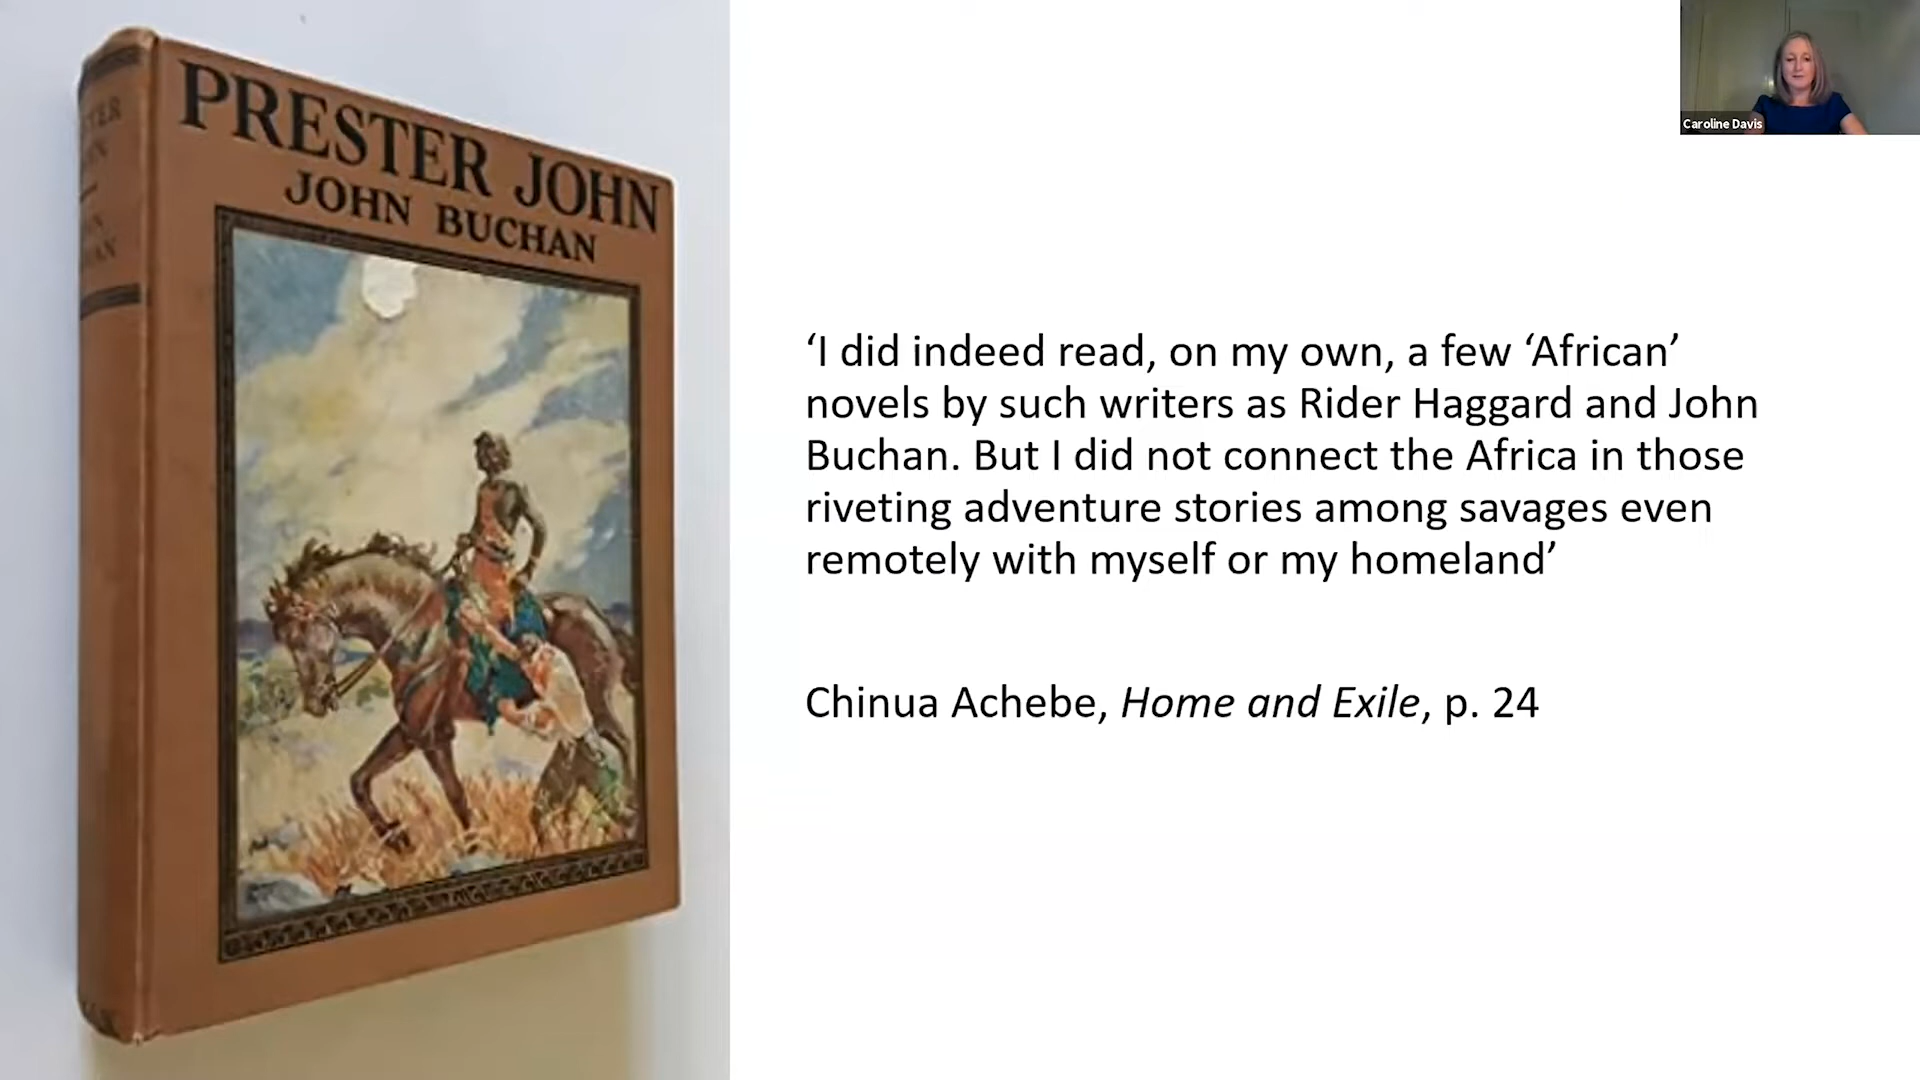 PRESTER JOHN
JOHN BUCHAN
‘I did indeed read, on my own, a few ‘African’
novels by such writers as Rider Haggard and John
Buchan. But I did not connect the Africa in those
riveting adventure stories among savages even
remotely with myself or my homeland’
Chinua Achebe, Home and Exile, p. 24
Caroline Davis